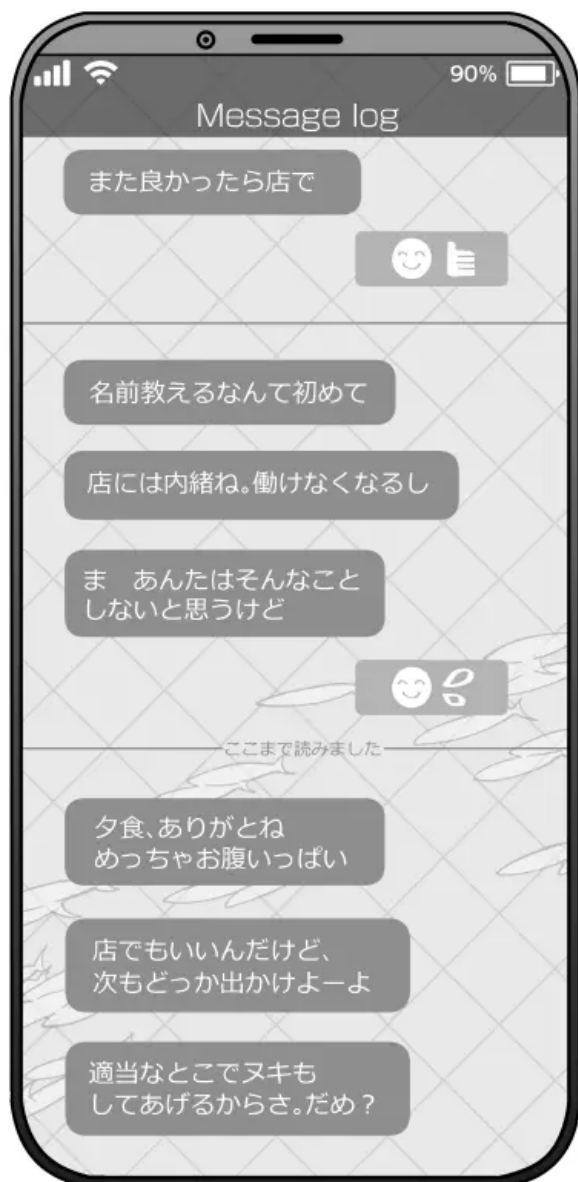 90%
Message log
また良かったら店で
名前教えるなんて初めて
店には内緒ね。働けなくなるし
ま　あんたはそんなこと
しないと思うけど
ここまで読みました
夕食、ありがとね
めっちゃお腹いっぱい
店でもいいんだけど、
次もどっか出かけよーよ
適当なとこでヌキも
してあげるからさ。だめ？